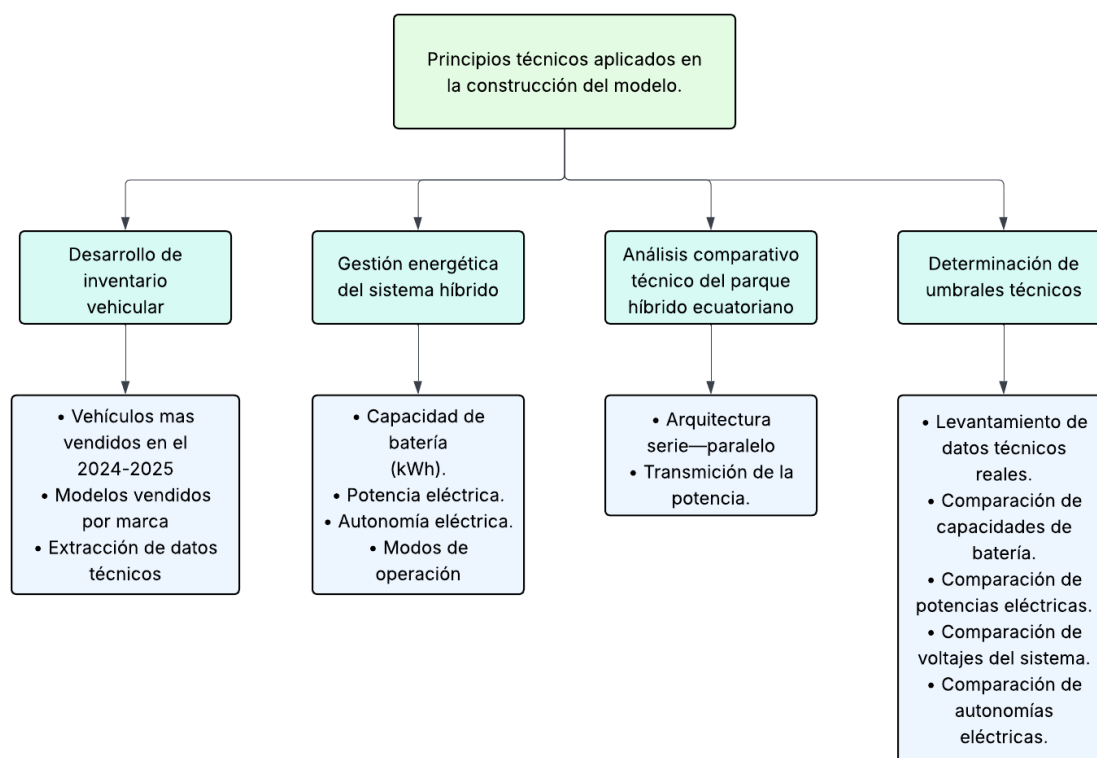 Principios técnicos aplicados en
la construcción del modelo.
Desarrollo de
inventario
vehicular
• Vehículos mas
vendidos en el
2024-2025
• Modelos vendidos
por marca
• Extracción de datos
técnicos
Gestión energética
del sistema híbrido
• Capacidad de
batería
(kWh).
• Potencia eléctrica.
• Autonomía eléctrica.
• Modos de
operación
Análisis comparativo
técnico del parque
híbrido ecuatoriano
• Arquitectura
serie—paralelo
• Transmición de la
potencia.
Determinación de
umbrales técnicos
• Levantamiento de
datos técnicos
reales.
• Comparación de
capacidades de
batería.
• Comparación de
potencias eléctricas.
• Comparación de
voltajes del sistema.
• Comparación de
autonomías
eléctricas.